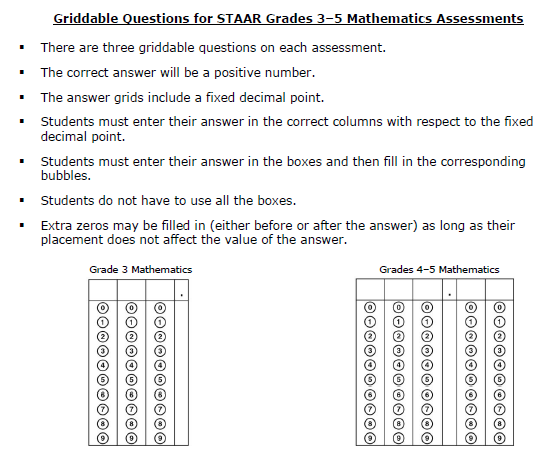 Griddable Questions for STAAR Grades 3–5 Mathematics Assessments
▪ There are three griddable questions on each assessment.
▪ The correct answer will be a positive number.
▪ The answer grids include a fixed decimal point.
▪ Students must enter their answer in the correct columns with respect to the fixed
decimal point.
▪ Students must enter their answer in the boxes and then fill in the corresponding
bubbles.
▪ Students do not have to use all the boxes.
▪ Extra zeros may be filled in (either before or after the answer) as long as their
placement does not affect the value of the answer.
Grade 3 Mathematics
.
0 0 0
1 1 1
2 2 2
3 3 3
4 4 4
5 5 5
6 6 6
7 7 7
8 8 8
9 9 9
Grades 4–5 Mathematics
.
0 0 0 0 0
1 1 1 1 1
2 2 2 2 2
3 3 3 3 3
4 4 4 4 4
5 5 5 5 5
6 6 6 6 6
7 7 7 7 7
8 8 8 8 8
9 9 9 9 9